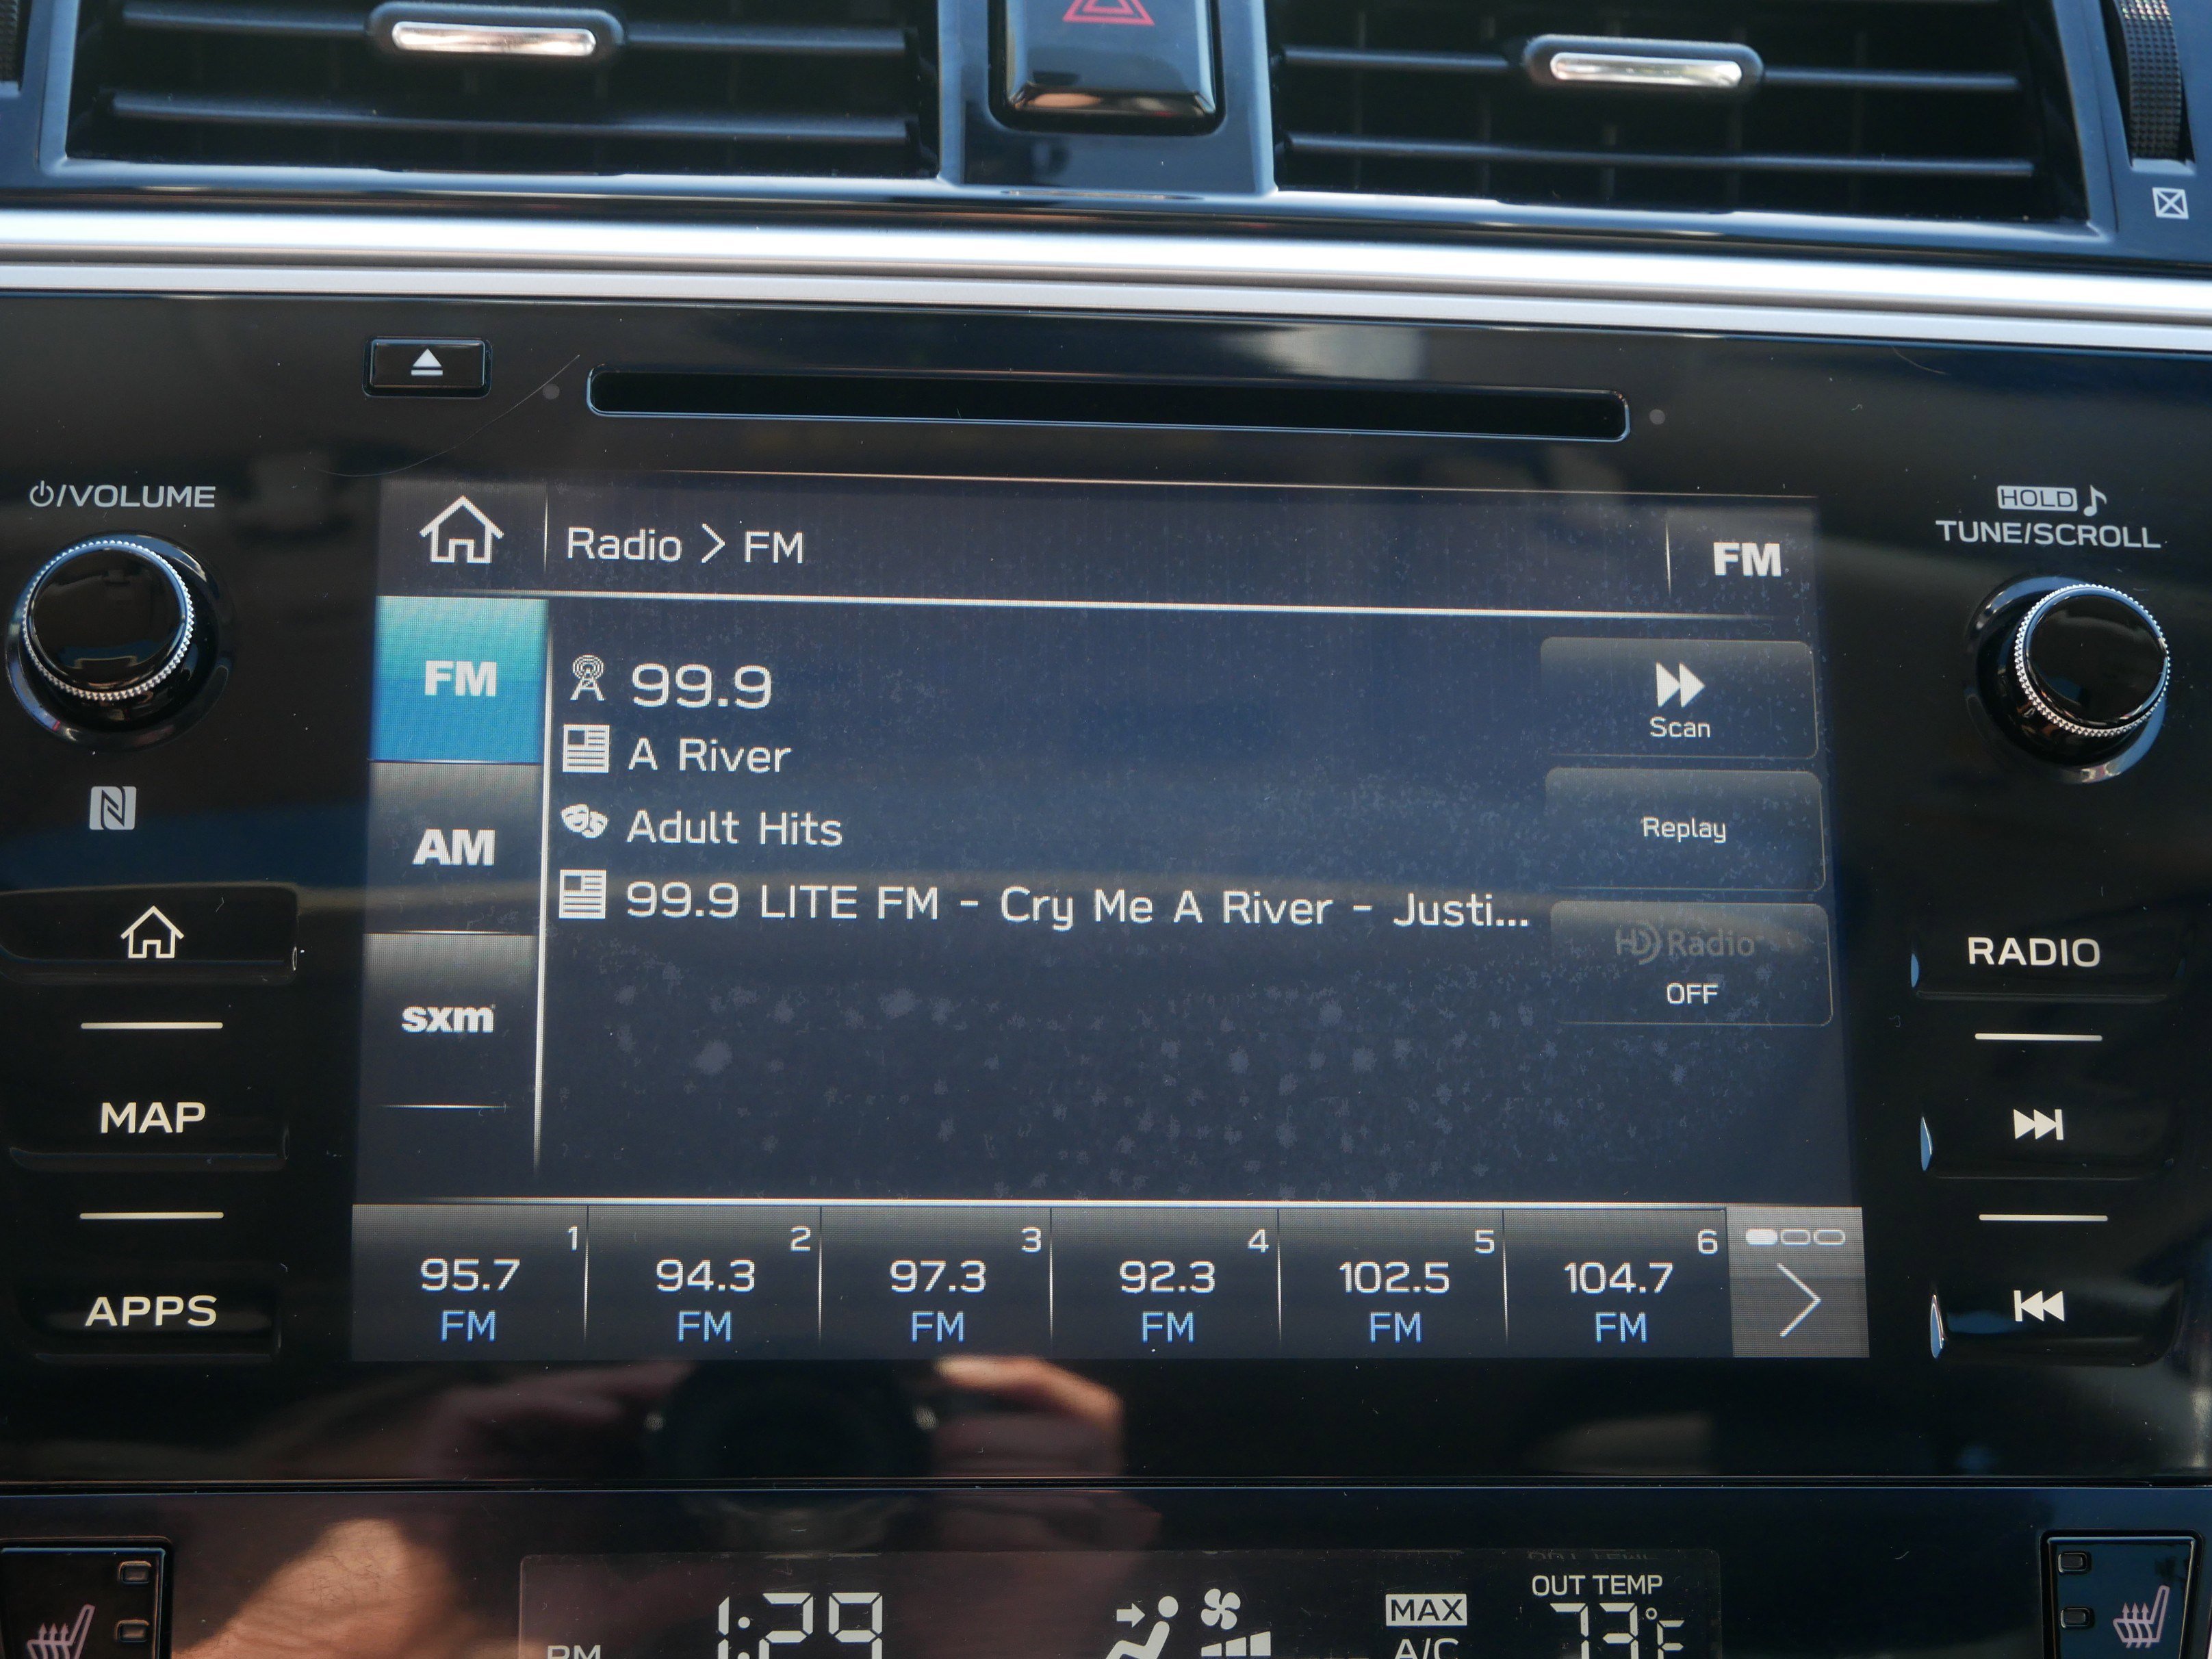 /VOLUME
HOLD
TUNE/SCROLL
Radio > FM
FM
FM
99.9
Scan
A River
Replay
AM
Adult Hits
99.9 LITE FM - Cry Me A River - Justi...
HD Radio
OFF
RADIO
sxm
MAP
1
2
3
4
5
6
95.7
94.3
97.3
92.3
102.5
104.7
FM
FM
FM
FM
FM
FM
APPS
OUT TEMP
PM 1:29
MAX
A/C
73°F